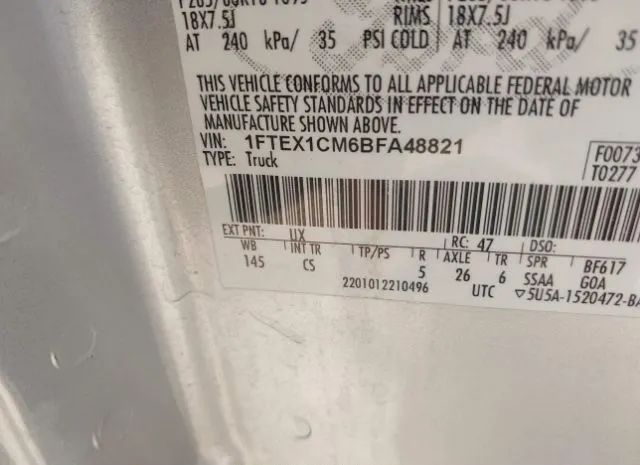 18X7.5J RIMS 18X7.5J
AT 240 kPa/ 35 PSI COLD AT 240 kPa/ 35
THIS VEHICLE CONFORMS TO ALL APPLICABLE FEDERAL MOTOR
VEHICLE SAFETY STANDARDS IN EFFECT ON THE DATE OF
MANUFACTURE SHOWN ABOVE.
VIN: 1FTEX1CM6BFA48821
TYPE: Truck
F0073
T0277
EXT PNT: UX RC: 47 DSO:
WB INT TR TP/PS R AXLE TR SPR BF617
145 CS 5 26 6 SSAA GOA
2201012210496 UTC ▽5U5A-1520472-BA